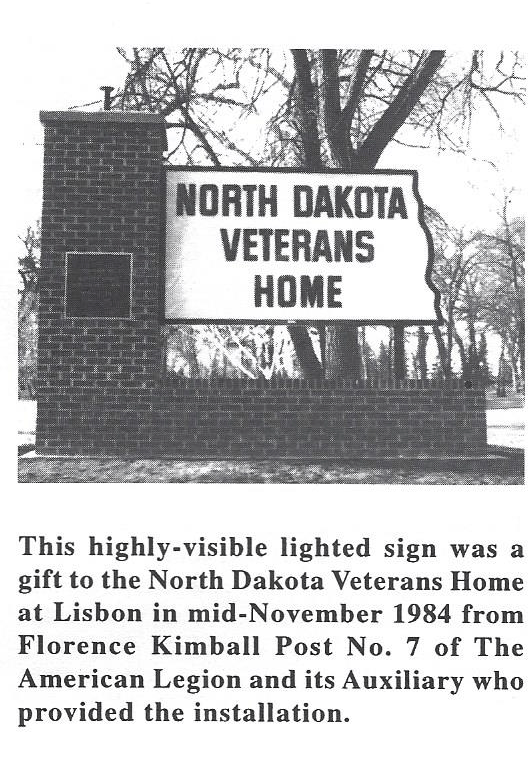 NORTH DAKOTA
VETERANS
HOME
This highly-visible lighted sign was a
gift to the North Dakota Veterans Home
at Lisbon in mid-November 1984 from
Florence Kimball Post No. 7 of The
American Legion and its Auxiliary who
provided the installation.